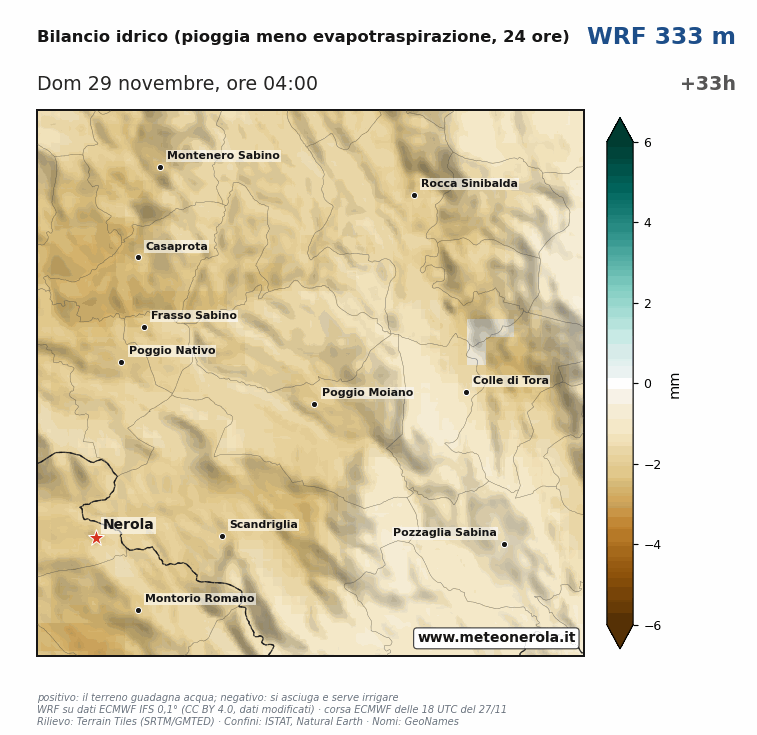 Bilancio idrico (pioggia meno evapotraspirazione, 24 ore) WRF 333 m
Dom 29 novembre, ore 04:00 +33h
Montenero Sabino
Rocca Sinibalda
Casaprota
Frasso Sabino
Poggio Nativo
Colle di Tora
Poggio Moiano
Nerola
Scandriglia
Pozzaglia Sabina
Montorio Romano
www.meteonerola.it
6
4
2
0
−2
−4
−6
mm
positivo: il terreno guadagna acqua; negativo: si asciuga e serve irrigare
WRF su dati ECMWF IFS 0,1° (CC BY 4.0, dati modificati) · corsa ECMWF delle 18 UTC del 27/11
Rilievo: Terrain Tiles (SRTM/GMTED) · Confini: ISTAT, Natural Earth · Nomi: GeoNames